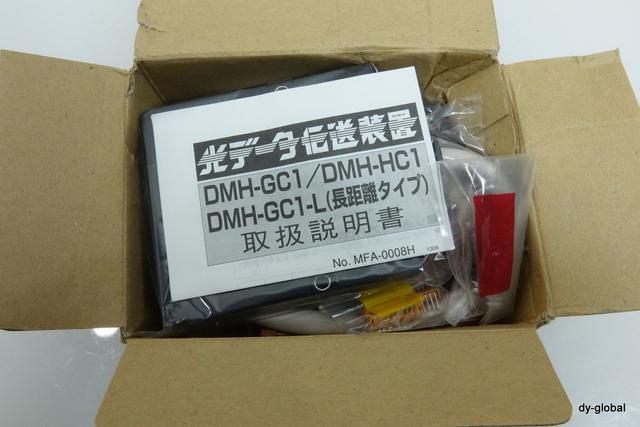 光データ伝送装置
DMH-GC1/DMH-HC1
DMH-GC1-L(長距離タイプ)
取扱説明書
No. MFA-0008H
1308
dy-global